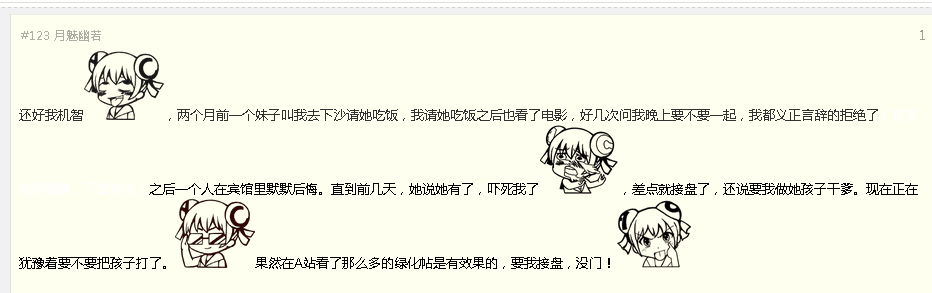 #123 月魅幽若 1
还好我机智 ，两个月前一个妹子叫我去下沙请她吃饭，我请她吃饭之后也看了电影，好几次问我晚上要不要一起，我都义正言辞的拒绝了
之后一个人在宾馆里默默后悔。直到前几天，她说她有了，吓死我了 ，差点就接盘了，还说要我做她孩子干爹。现在正在
犹豫着要不要把孩子打了。 果然在A站看了那么多的绿化帖是有效果的，要我接盘，没门！